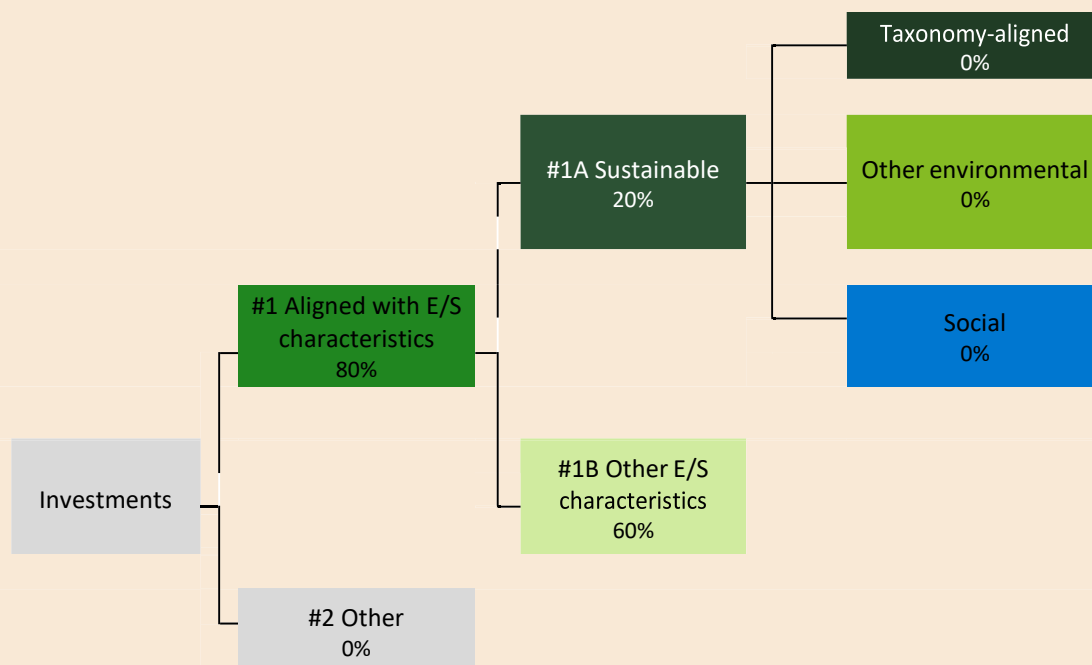 Taxonomy-aligned
0%
#1A Sustainable
20%
Other environmental
0%
#1 Aligned with E/S
characteristics
80%
Social
0%
Investments
#1B Other E/S
characteristics
60%
#2 Other
0%